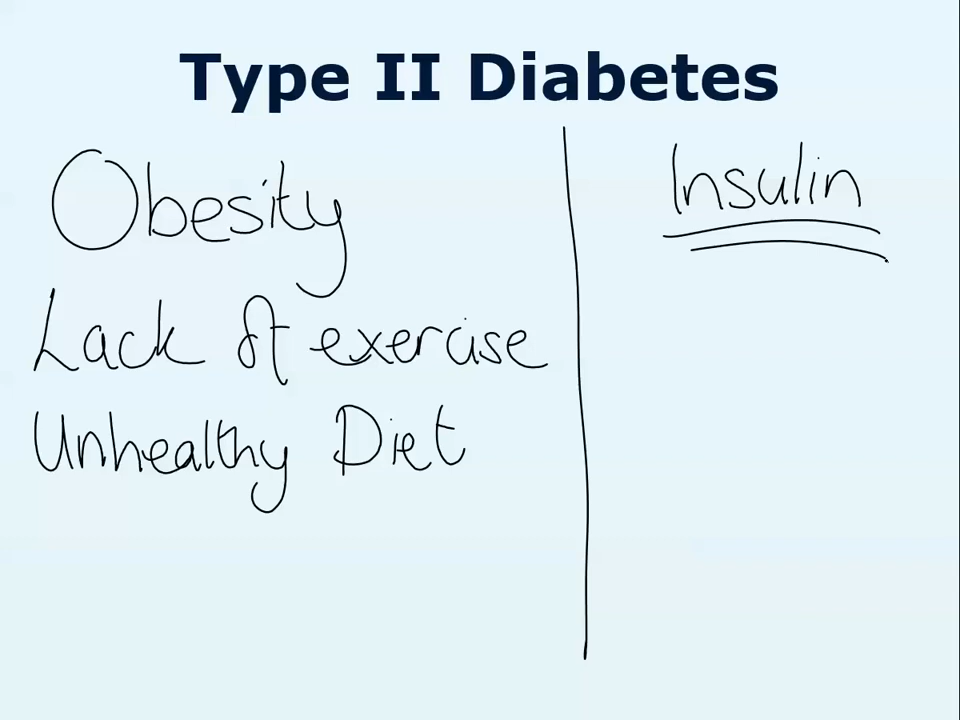 Type II Diabetes
Obesity
Lack of exercise
Unhealthy Diet
Insulin